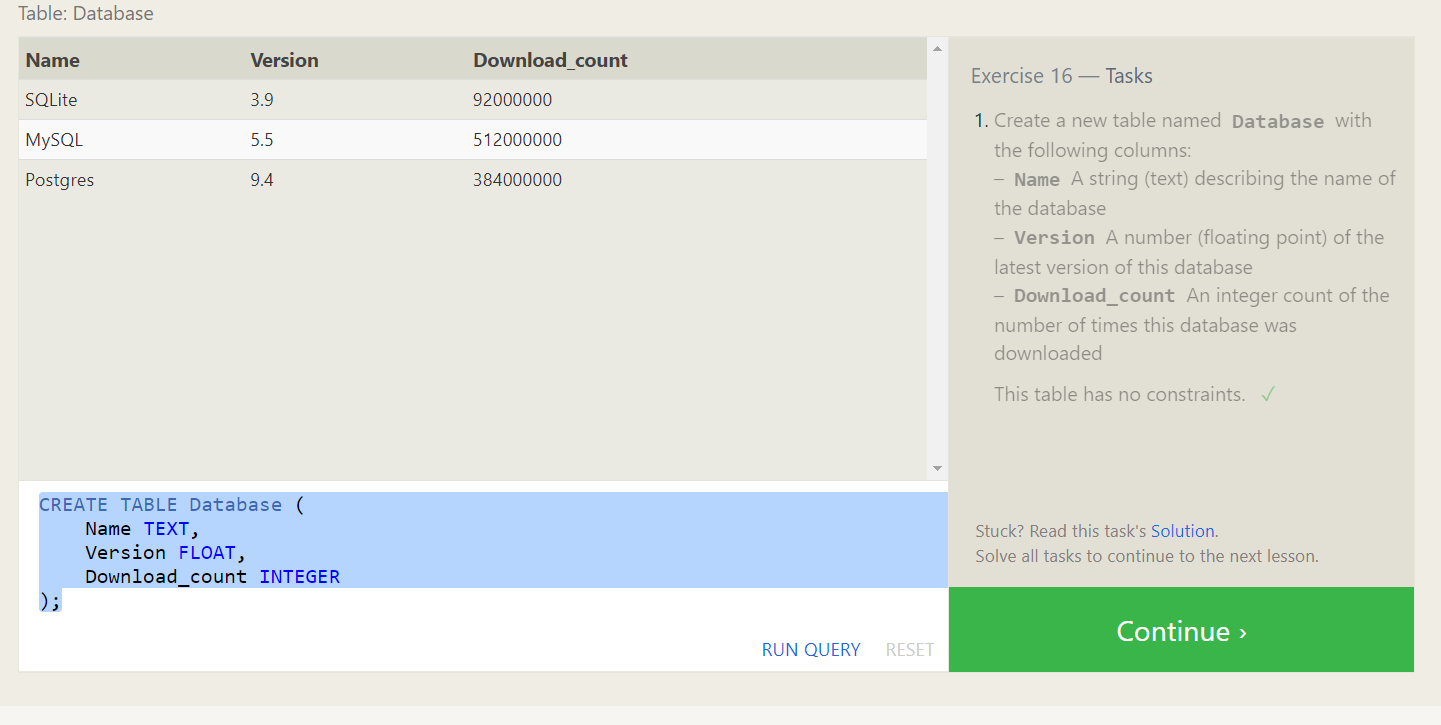 Table: Database
Name Version Download_count
SQLite 3.9 92000000
MySQL 5.5 512000000
Postgres 9.4 384000000
CREATE TABLE Database (
    Name TEXT,
    Version FLOAT,
    Download_count INTEGER
);
RUN QUERY RESET
Exercise 16 — Tasks
1. Create a new table named Database with
the following columns:
– Name A string (text) describing the name of
the database
– Version A number (floating point) of the
latest version of this database
– Download_count An integer count of the
number of times this database was
downloaded
This table has no constraints. ✓
Stuck? Read this task's Solution.
Solve all tasks to continue to the next lesson.
Continue ›